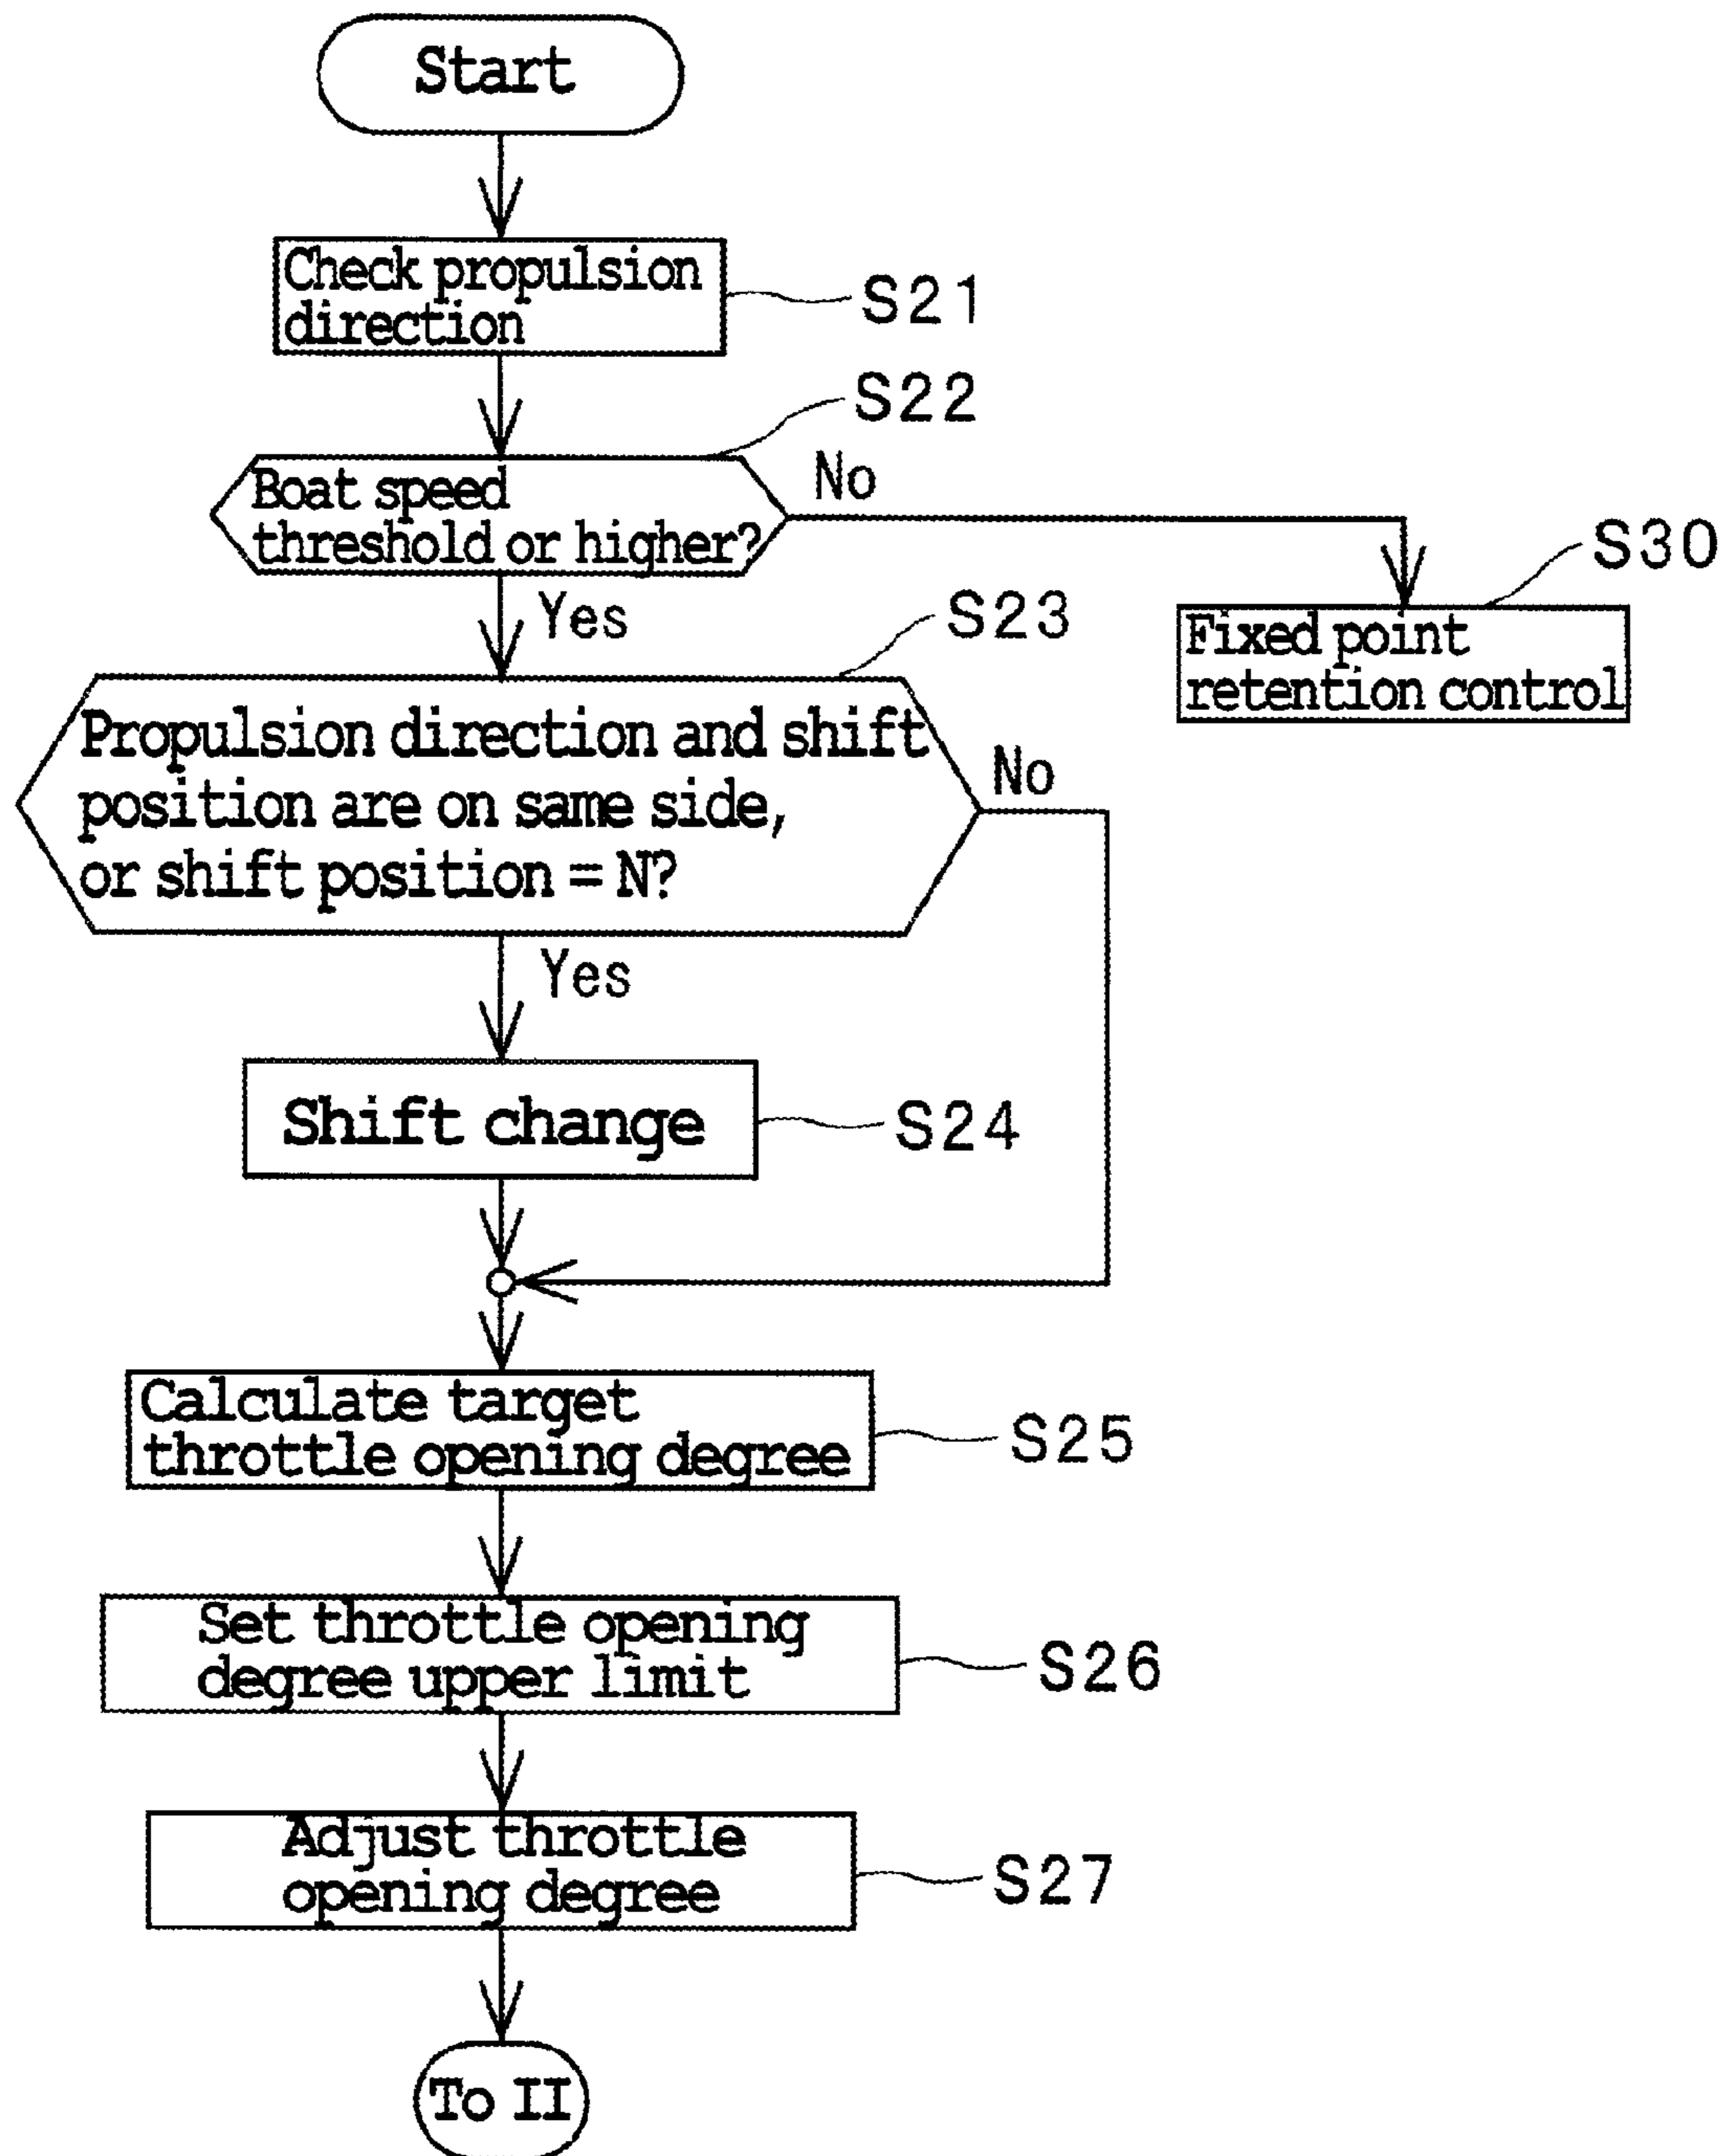 Start
Check propulsion
direction
S21
S22
Boat speed
threshold or higher?
No
Yes
S30
Fixed point
retention control
S23
Propulsion direction and shift
position are on same side,
or shift position = N?
No
Yes
Shift change
S24
Calculate target
throttle opening degree
S25
Set throttle opening
degree upper limit
S26
Adjust throttle
opening degree
S27
To II